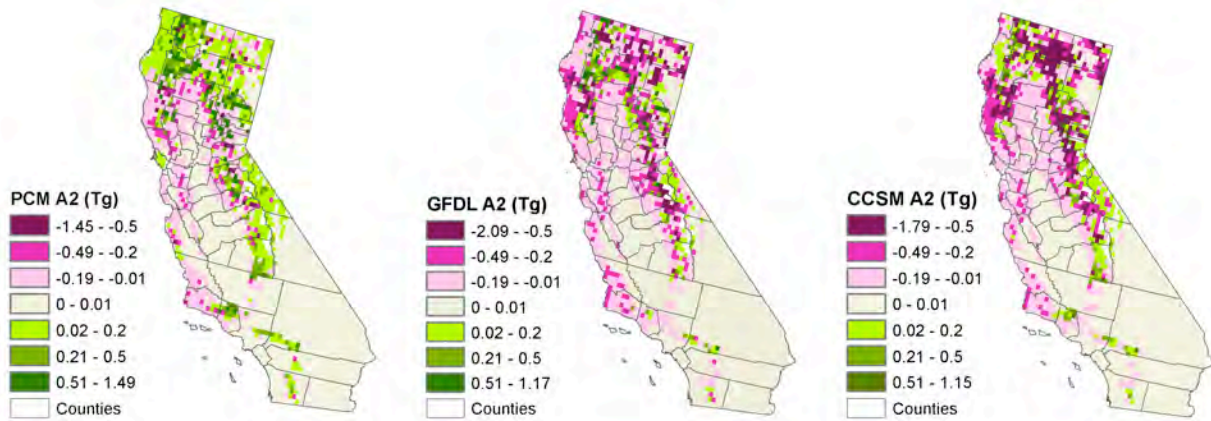 PCM A2 (Tg)
-1.45 - -0.5
-0.49 - -0.2
-0.19 - -0.01
0 - 0.01
0.02 - 0.2
0.21 - 0.5
0.51 - 1.49
Counties
GFDL A2 (Tg)
-2.09 - -0.5
-0.49 - -0.2
-0.19 - -0.01
0 - 0.01
0.02 - 0.2
0.21 - 0.5
0.51 - 1.17
Counties
CCSM A2 (Tg)
-1.79 - -0.5
-0.49 - -0.2
-0.19 - -0.01
0 - 0.01
0.02 - 0.2
0.21 - 0.5
0.51 - 1.15
Counties